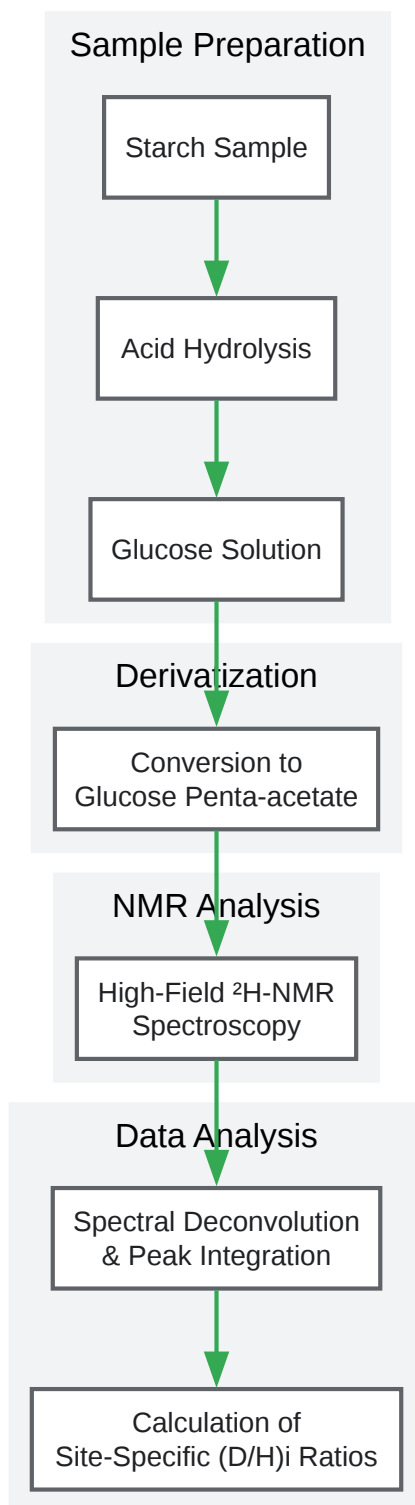 Sample Preparation
Starch Sample
Acid Hydrolysis
Glucose Solution
Derivatization
Conversion to
Glucose Penta-acetate
NMR Analysis
High-Field ²H-NMR
Spectroscopy
Data Analysis
Spectral Deconvolution
& Peak Integration
Calculation of
Site-Specific (D/H)i Ratios